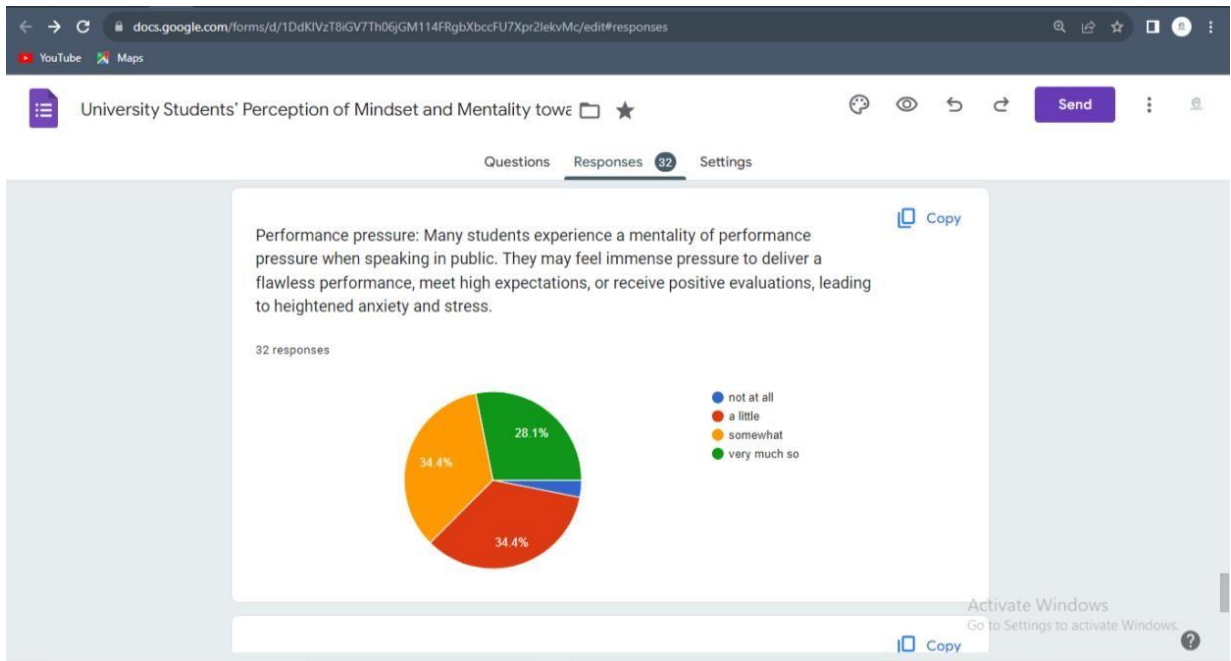 docs.google.com/forms/d/1DdKlVzT8iGV7Th06jGM114FRgbXbccFU7Xpr2lekvMc/edit#responses
YouTube Maps
University Students' Perception of Mindset and Mentality towa
Send
Questions Responses 32 Settings
Copy
Performance pressure: Many students experience a mentality of performance
pressure when speaking in public. They may feel immense pressure to deliver a
flawless performance, meet high expectations, or receive positive evaluations, leading
to heightened anxiety and stress.
32 responses
28.1%
34.4%
34.4%
not at all
a little
somewhat
very much so
Activate Windows
Go to Settings to activate Windows.
Copy